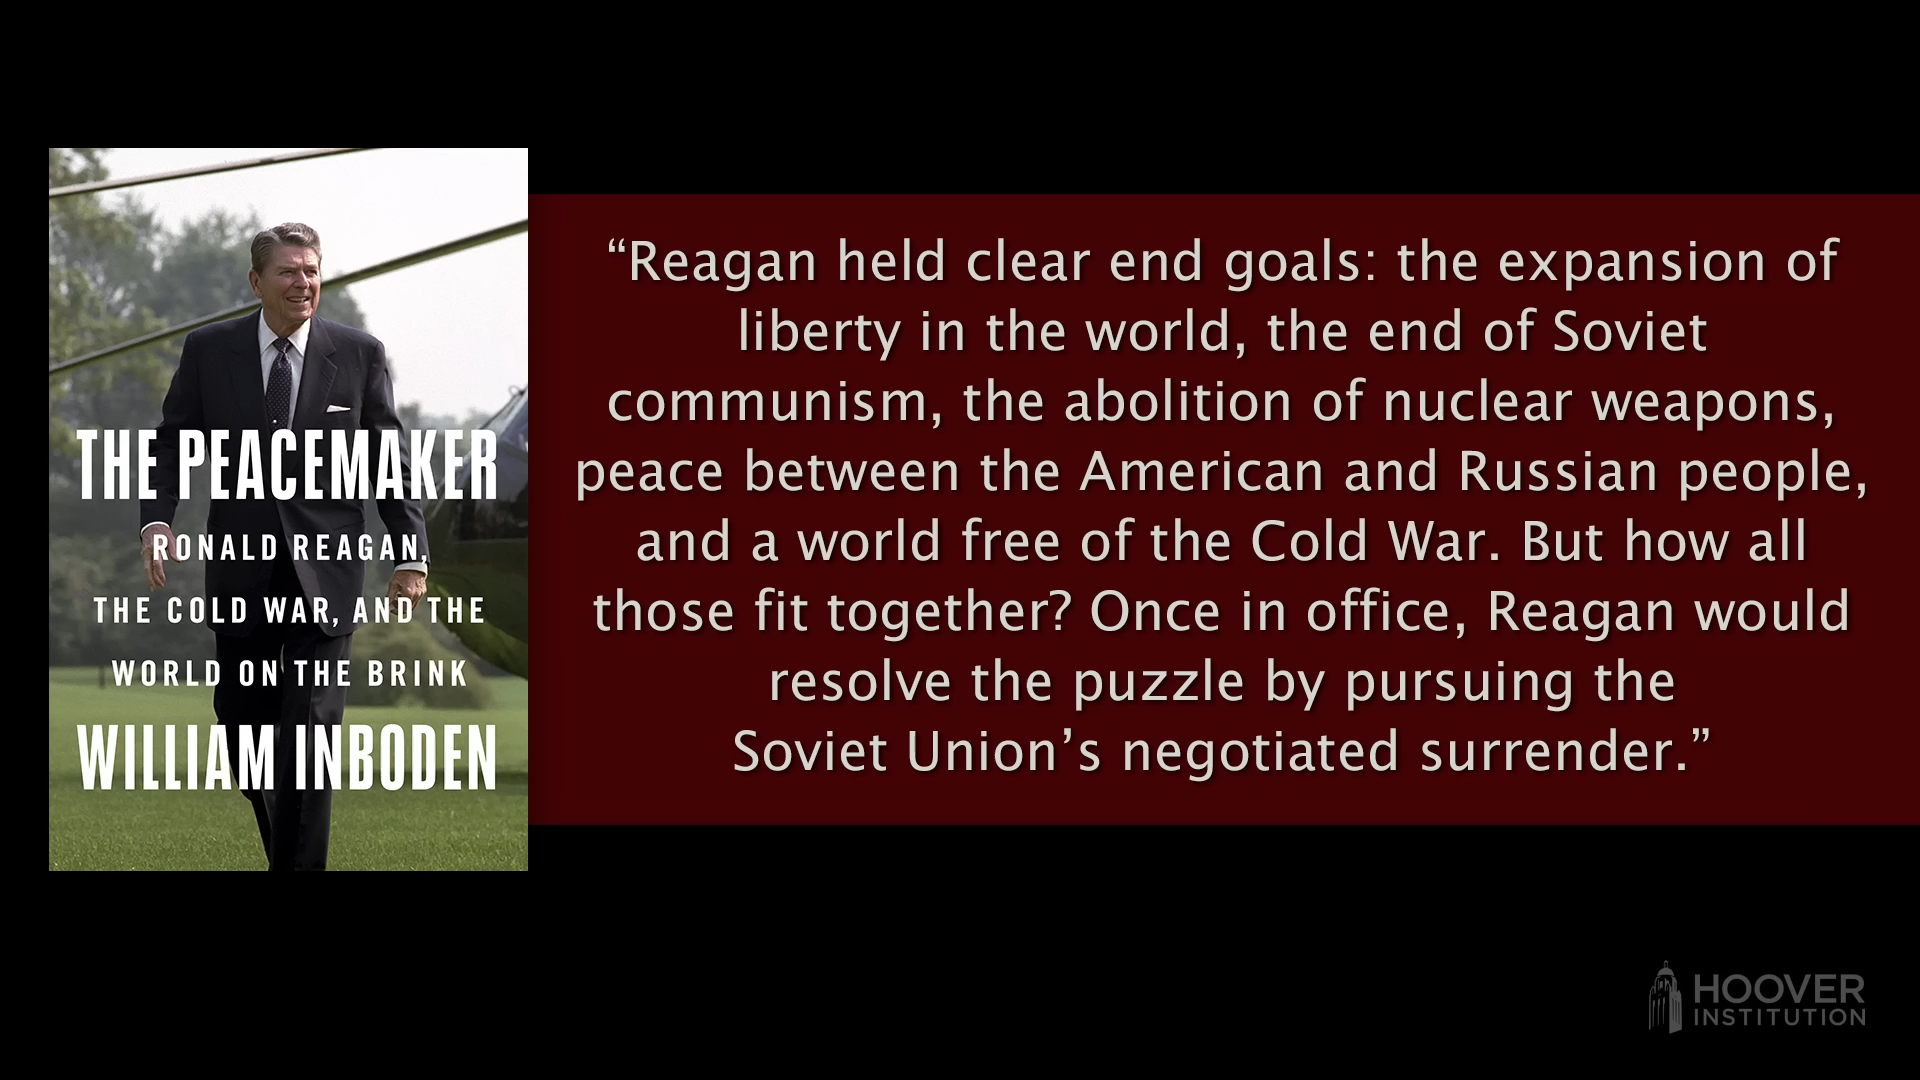 THE PEACEMAKER
RONALD REAGAN,
THE COLD WAR, AND THE
WORLD ON THE BRINK
WILLIAM INBODEN
“Reagan held clear end goals: the expansion of
liberty in the world, the end of Soviet
communism, the abolition of nuclear weapons,
peace between the American and Russian people,
and a world free of the Cold War. But how all
those fit together? Once in office, Reagan would
resolve the puzzle by pursuing the
Soviet Union’s negotiated surrender.”
HOOVER
INSTITUTION